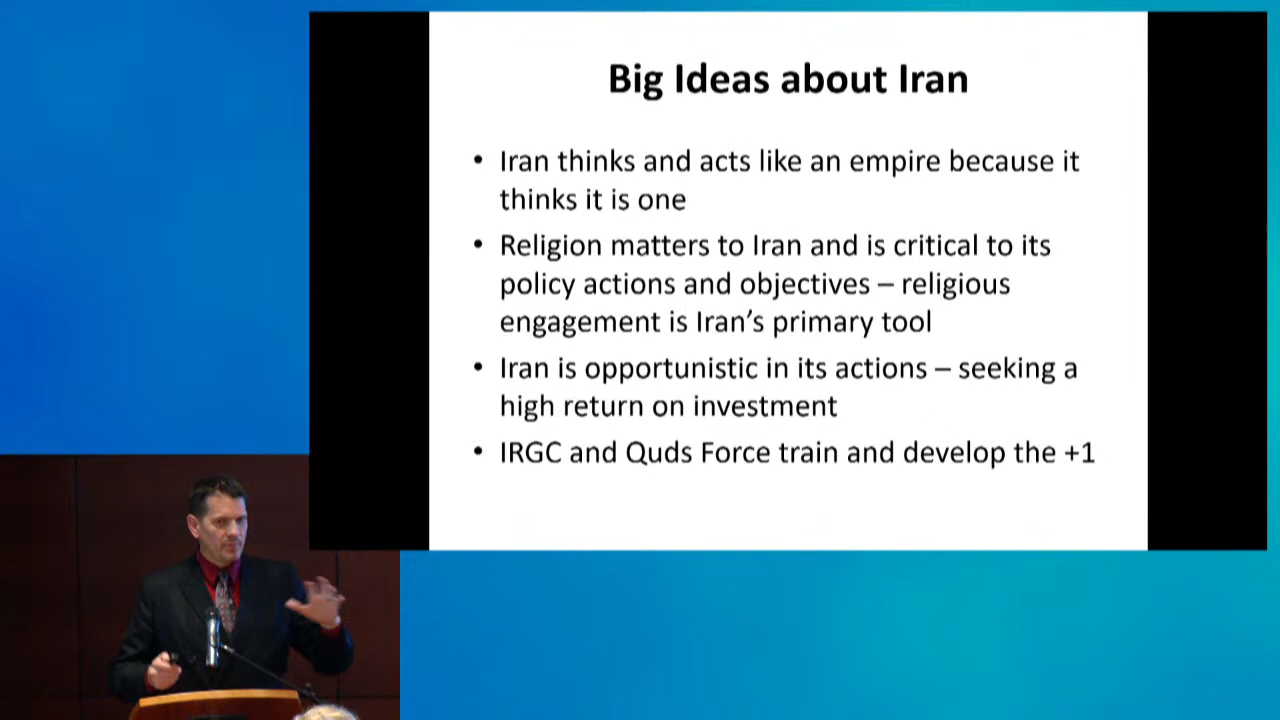 Big Ideas about Iran
• Iran thinks and acts like an empire because it
thinks it is one
• Religion matters to Iran and is critical to its
policy actions and objectives – religious
engagement is Iran’s primary tool
• Iran is opportunistic in its actions – seeking a
high return on investment
• IRGC and Quds Force train and develop the +1